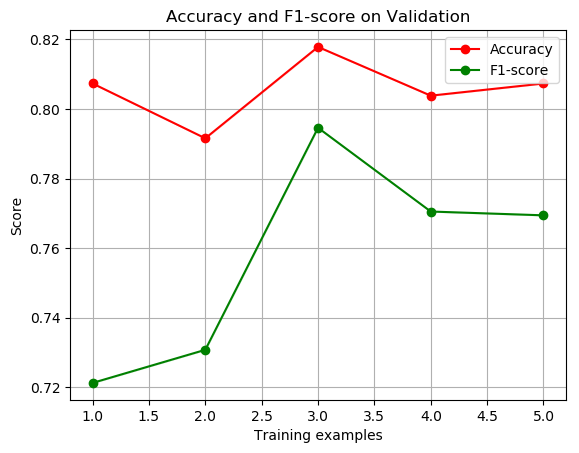 Accuracy and F1-score on Validation
Accuracy
F1-score
0.82
0.80
0.78
0.76
0.74
0.72
Score
1.0 1.5 2.0 2.5 3.0 3.5 4.0 4.5 5.0
Training examples